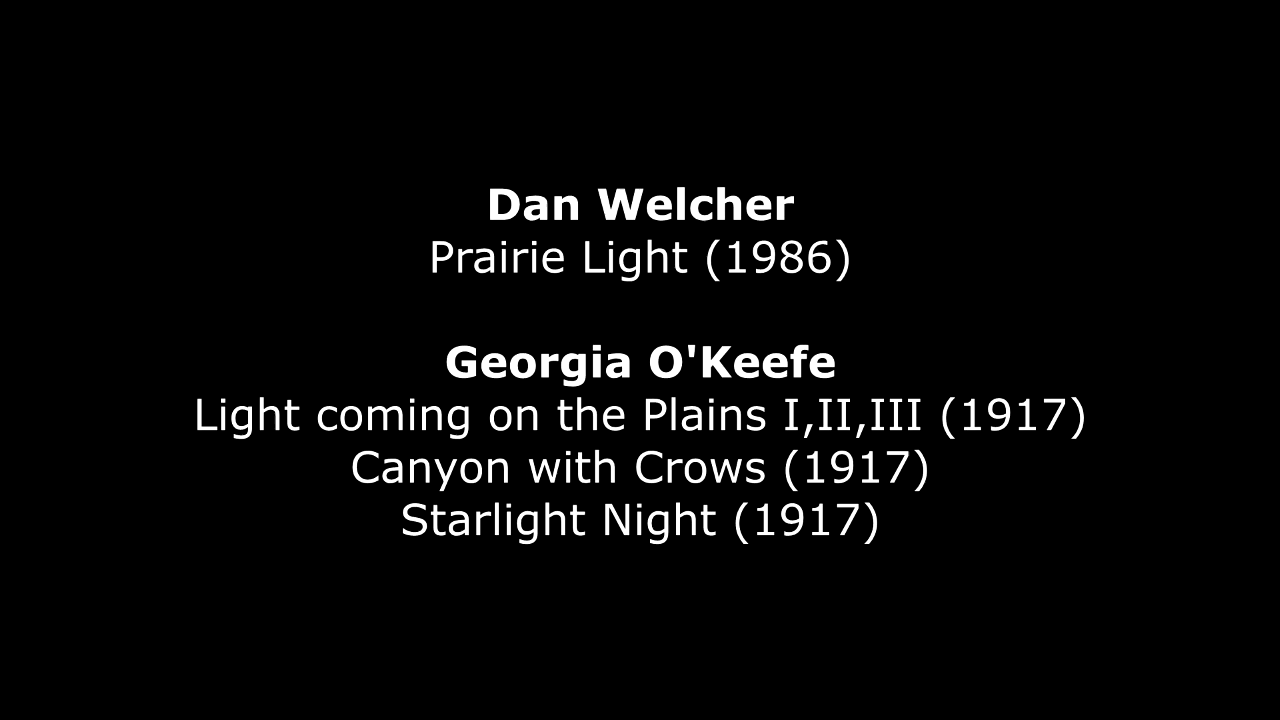 Dan Welcher
Prairie Light (1986)
Georgia O'Keefe
Light coming on the Plains I,II,III (1917)
Canyon with Crows (1917)
Starlight Night (1917)